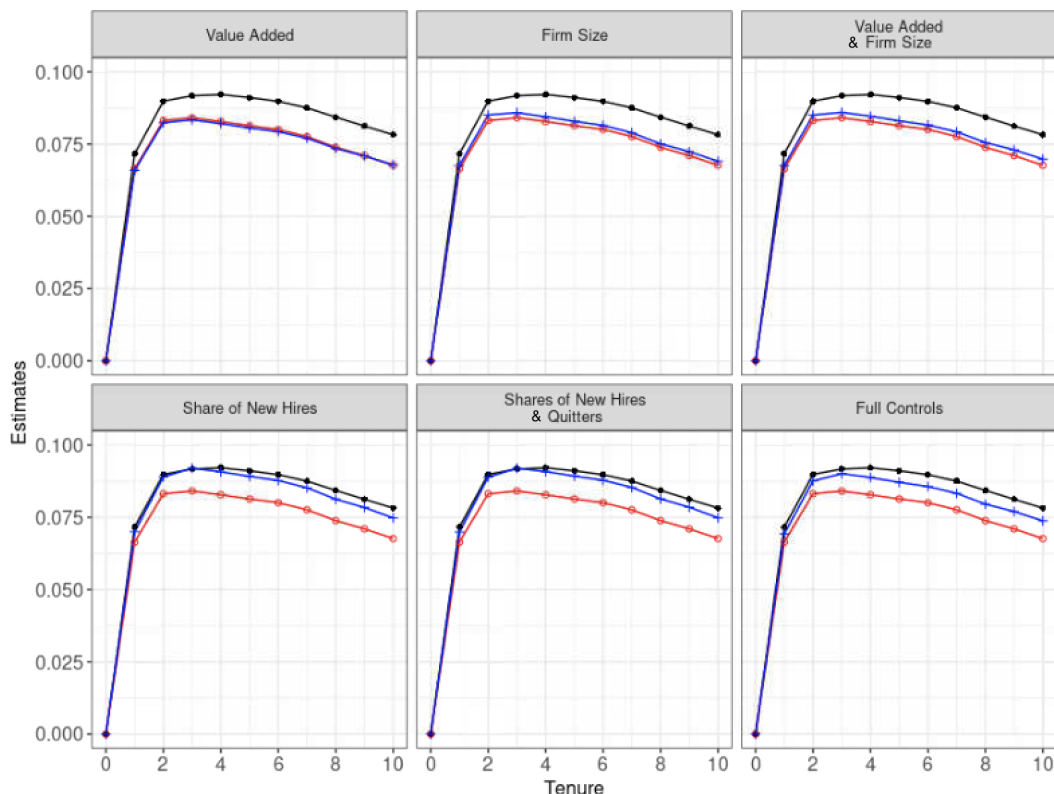 Value Added
Firm Size
Value Added
& Firm Size
0.100
0.075
0.050
0.025
0.000
Estimates
Share of New Hires
Shares of New Hires
& Quitters
Full Controls
0.100
0.075
0.050
0.025
0.000
0 2 4 6 8 10 0 2 4 6 8 10 0 2 4 6 8 10
Tenure